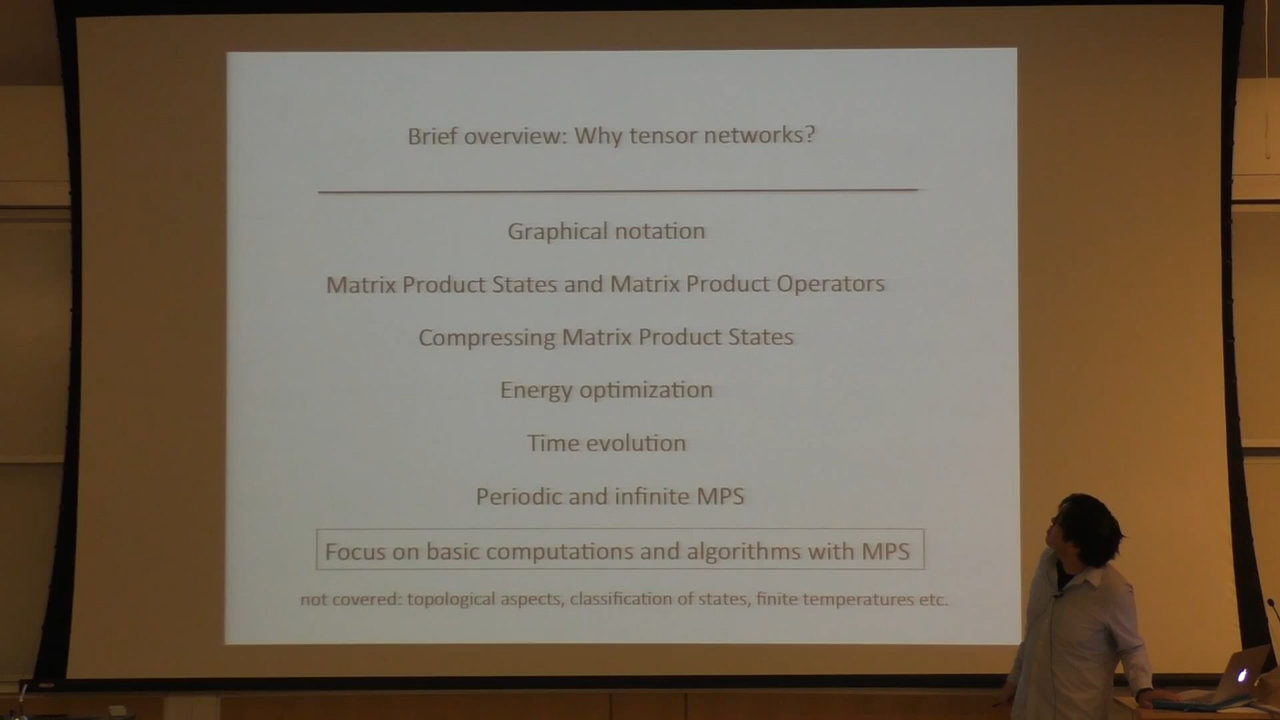 Brief overview: Why tensor networks?
Graphical notation
Matrix Product States and Matrix Product Operators
Compressing Matrix Product States
Energy optimization
Time evolution
Periodic and infinite MPS
Focus on basic computations and algorithms with MPS
not covered: topological aspects, classification of states, finite temperatures etc.